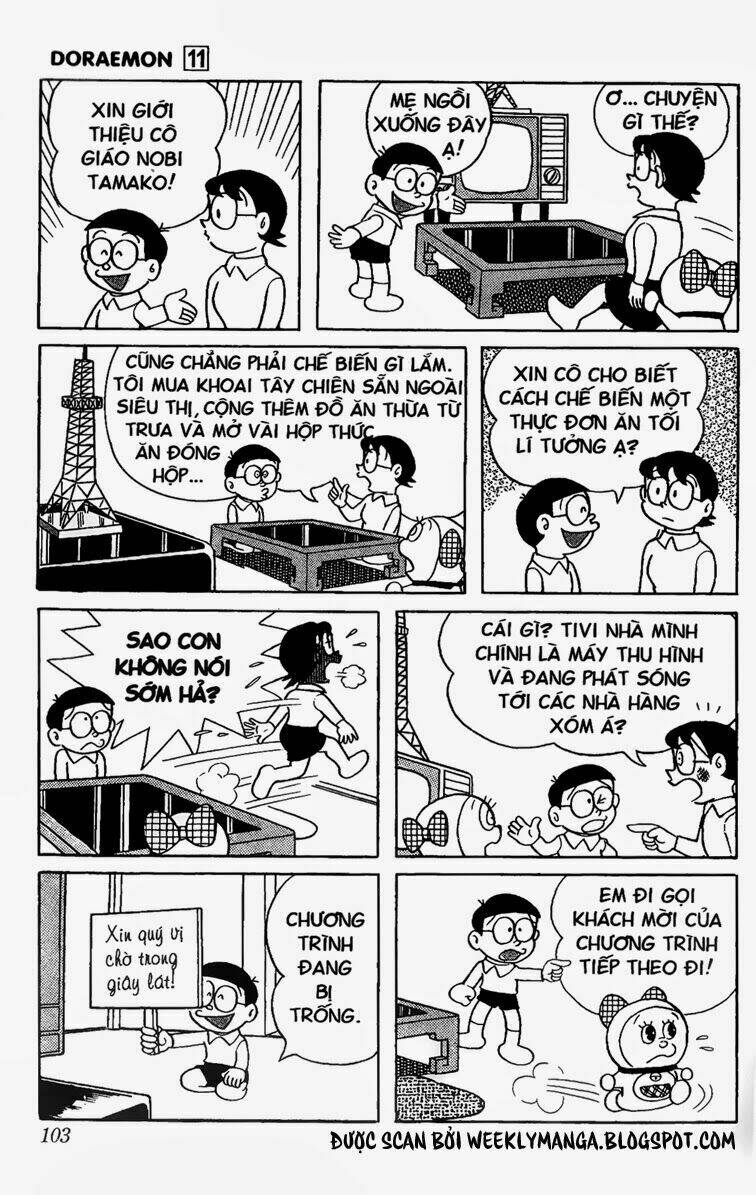 DORAEMON 11
Ơ... CHUYỆN
GÌ THẾ?
MẸ NGỒI
XUỐNG ĐÂY
Ạ!
XIN GIỚI
THIỆU CÔ
GIÁO NOBI
TAMAKO!
XIN CÔ CHO BIẾT
CÁCH CHẾ BIẾN MỘT
THỰC ĐƠN ĂN TỐI
LÍ TƯỞNG Ạ?
CŨNG CHẲNG PHẢI CHẾ BIẾN GÌ LẮM.
TÔI MUA KHOAI TÂY CHIÊN SẴN NGOÀI
SIÊU THỊ, CỘNG THÊM ĐỒ ĂN THỪA TỪ
TRƯA VÀ MỞ VÀI HỘP THỨC
ĂN ĐÓNG
HỘP...
CÁI GÌ? TIVI NHÀ MÌNH
CHÍNH LÀ MÁY THU HÌNH
VÀ ĐANG PHÁT SÓNG
TỚI CÁC NHÀ HÀNG
XÓM Á?
SAO CON
KHÔNG NÓI
SỚM HẢ?
EM ĐI GỌI
KHÁCH MỜI CỦA
CHƯƠNG TRÌNH
TIẾP THEO ĐI!
CHƯƠNG
TRÌNH
ĐANG
BỊ
TRỐNG.
Xin quý vị
chờ trong
giây lát!
103
ĐƯỢC SCAN BỞI WEEKLYMANGA.BLOGSPOT.COM